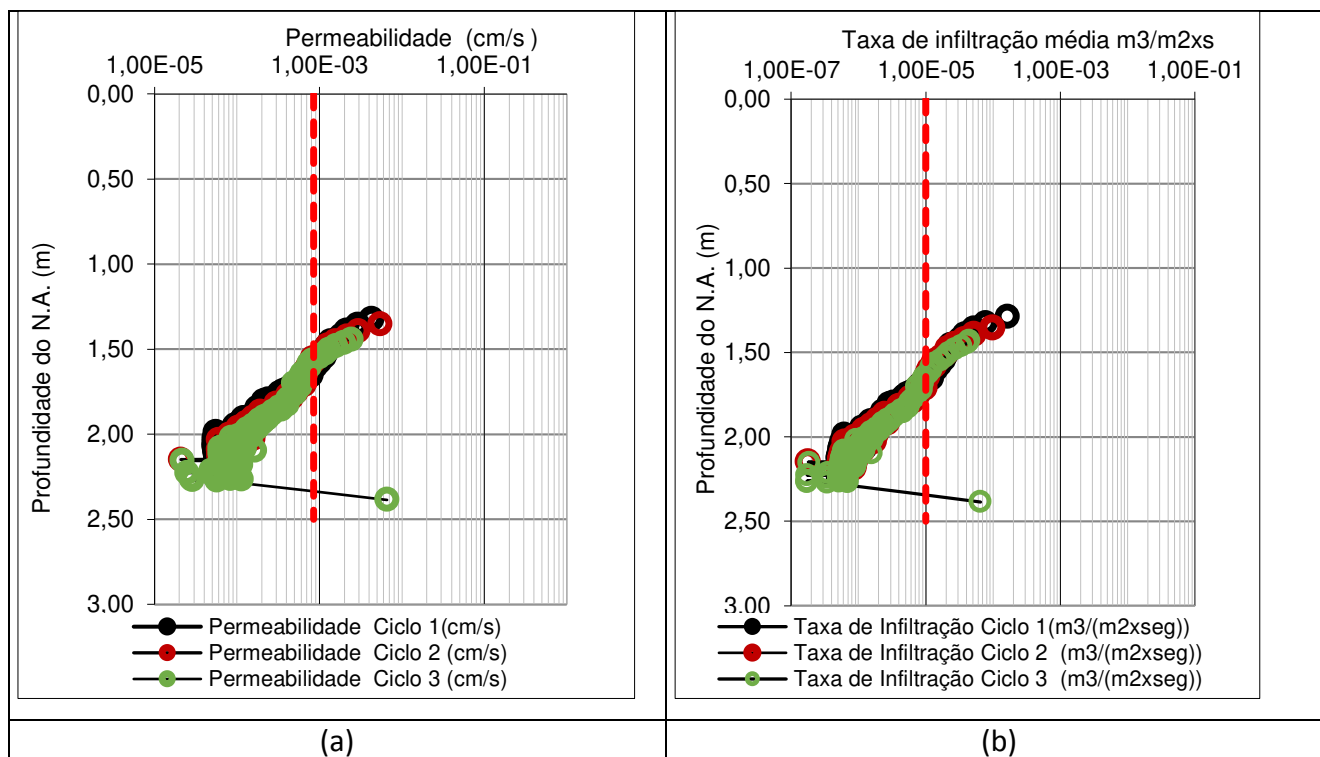 Permeabilidade (cm/s )
1,00E-05 1,00E-03 1,00E-01
0,00
0,50
1,00
1,50
2,00
2,50
3.00
Profundidade do N.A. (m)
Permeabilidade Ciclo 1(cm/s)
Permeabilidade Ciclo 2 (cm/s)
Permeabilidade Ciclo 3 (cm/s)
(a)
Taxa de infiltração média m3/m2xs
1,00E-07 1,00E-05 1,00E-03 1,00E-01
0,00
0,50
1,00
1,50
2,00
2,50
3.00
Profundidade do N.A. (m)
Taxa de Infiltração Ciclo 1(m3/(m2xseg))
Taxa de Infiltração Ciclo 2 (m3/(m2xseg))
Taxa de Infiltração Ciclo 3 (m3/(m2xseg))
(b)